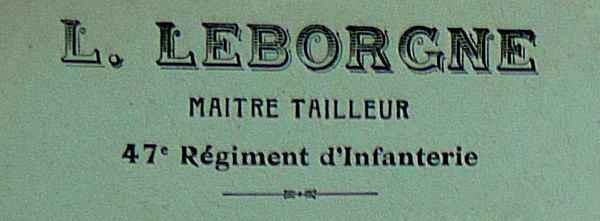 L. LEBORGNE
MAITRE TAILLEUR
47e Régiment d'Infanterie